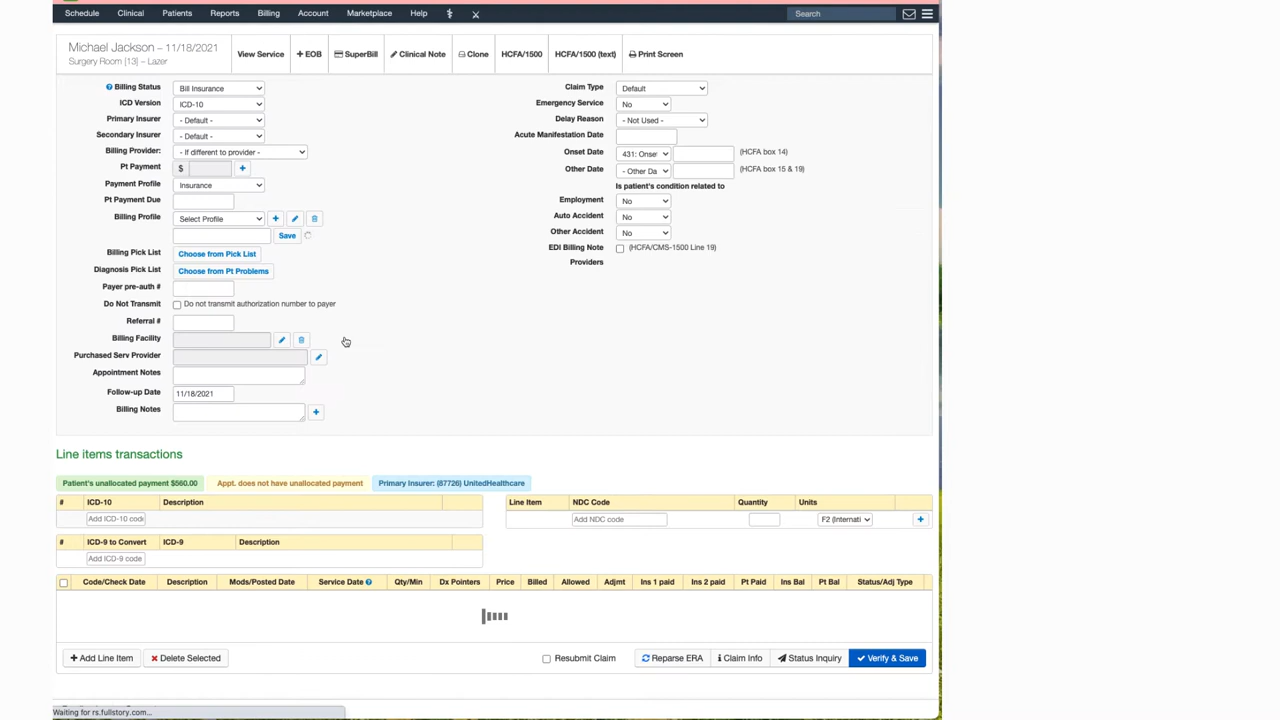 Schedule Clinical Patients Reports Billing Account Marketplace Help Search
Michael Jackson – 11/18/2021
Surgery Room [13] – Lazer
View Service EOB SuperBill Clinical Note Clone HCFA/1500 HCFA/1500 (text) Print Screen
Billing Status Bill Insurance
ICD Version ICD-10
Primary Insurer - Default -
Secondary Insurer - Default -
Billing Provider: - If different to provider -
Pt Payment $
Payment Profile Insurance
Pt Payment Due
Billing Profile Select Profile
Save
Billing Pick List Choose from Pick List
Diagnosis Pick List Choose from Pt Problems
Payer pre-auth #
Do Not Transmit Do not transmit authorization number to payer
Referral #
Billing Facility
Purchased Serv Provider
Appointment Notes
Follow-up Date 11/18/2021
Billing Notes
Claim Type Default
Emergency Service No
Delay Reason - Not Used -
Acute Manifestation Date
Onset Date 431: Onset (HCFA box 14)
Other Date - Other Da (HCFA box 15 & 19)
Is patient's condition related to
Employment No
Auto Accident No
Other Accident No
EDI Billing Note (HCFA/CMS-1500 Line 19)
Providers
Line items transactions
Patient's unallocated payment $560.00 Appt. does not have unallocated payment Primary Insurer: (87726) UnitedHealthcare
# ICD-10 Description
Add ICD-10 code
Line Item NDC Code Quantity Units
Add NDC code F2 (Internati
# ICD-9 to Convert ICD-9 Description
Add ICD-9 code
Code/Check Date Description Mods/Posted Date Service Date Qty/Min Dx Pointers Price Billed Allowed Adjmt Ins 1 paid Ins 2 paid Pt Paid Ins Bal Pt Bal Status/Adj Type
Add Line Item Delete Selected Resubmit Claim Reparse ERA Claim Info Status Inquiry Verify & Save
Waiting for rs.fullstory.com...